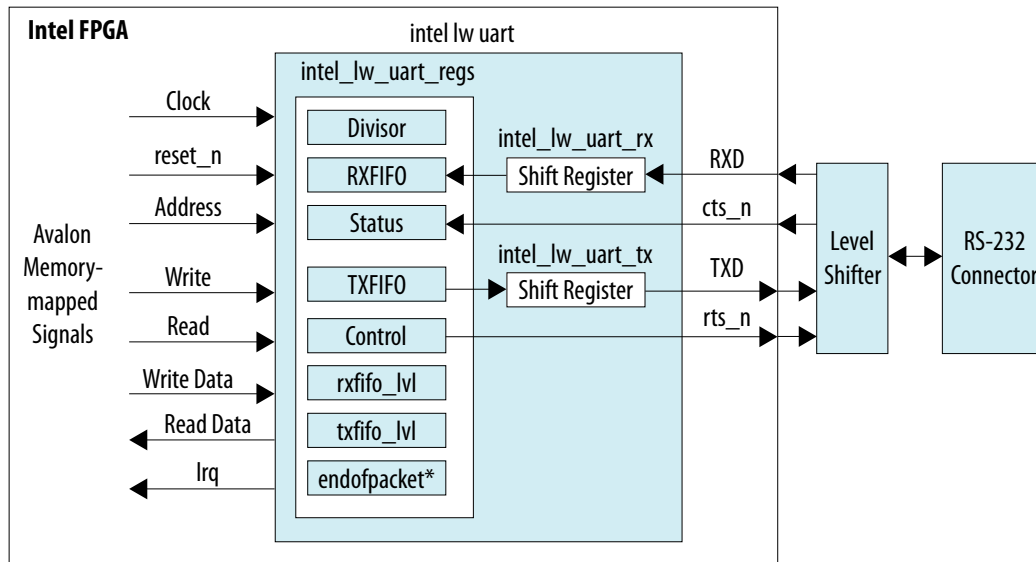 Intel FPGA
intel lw uart
intel_lw_uart_regs
Clock
reset_n
Address
Write
Read
Write Data
Read Data
Irq
Avalon
Memory-
mapped
Signals
Divisor
RXFIFO
Status
TXFIFO
Control
rxfifo_lvl
txfifo_lvl
endofpacket*
intel_lw_uart_rx
Shift Register
intel_lw_uart_tx
Shift Register
RXD
cts_n
TXD
rts_n
Level
Shifter
RS-232
Connector